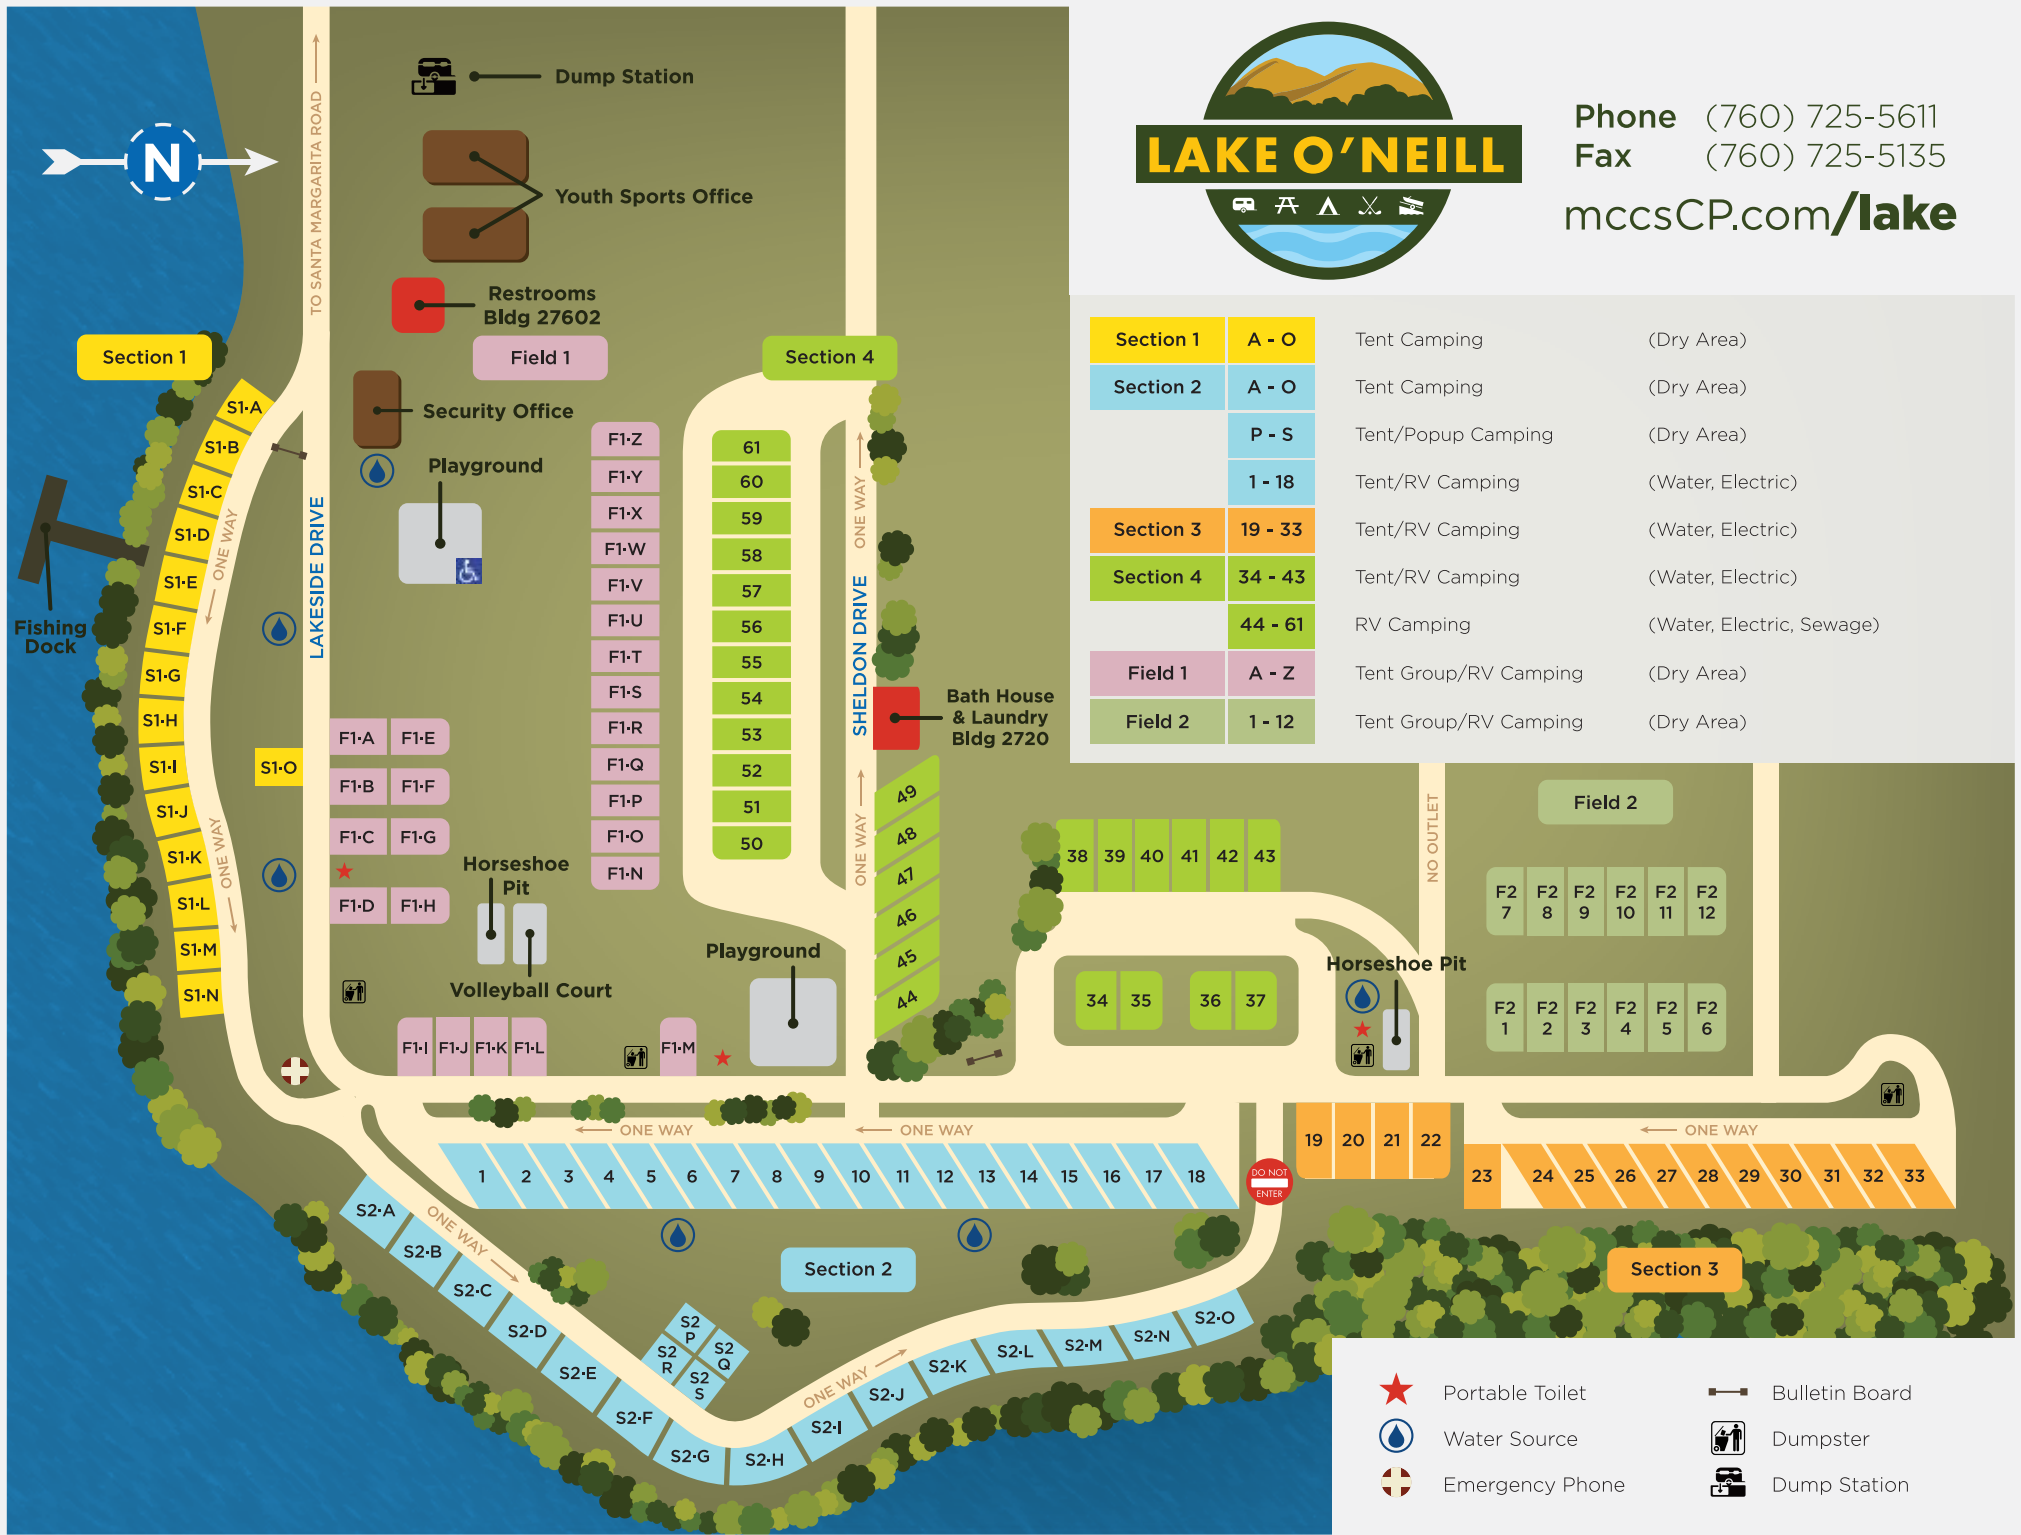 Dump Station
TO SANTA MARGARITA ROAD
N
Youth Sports Office
Restrooms
Bldg 27602
Section 1
Field 1
Section 4
Security Office
Playground
LAKE O'NEILL
Phone (760) 725-5611
Fax (760) 725-5135
mccsCP.com/lake
Section 1 A - O Tent Camping (Dry Area)
Section 2 A - O Tent Camping (Dry Area)
P - S Tent/Popup Camping (Dry Area)
1 - 18 Tent/RV Camping (Water, Electric)
Section 3 19 - 33 Tent/RV Camping (Water, Electric)
Section 4 34 - 43 Tent/RV Camping (Water, Electric)
44 - 61 RV Camping (Water, Electric, Sewage)
Field 1 A - Z Tent Group/RV Camping (Dry Area)
Field 2 1 - 12 Tent Group/RV Camping (Dry Area)
S1·A
S1·B
S1·C
S1·D
S1·E
S1·F
S1·G
S1·H
S1·I
S1·J
S1·K
S1·L
S1·M
S1·N
S1·O
ONE WAY
ONE WAY
LAKESIDE DRIVE
Fishing
Dock
F1·Z
F1·Y
F1·X
F1·W
F1·V
F1·U
F1·T
F1·S
F1·R
F1·Q
F1·P
F1·O
F1·N
61
60
59
58
57
56
55
54
53
52
51
50
ONE WAY
SHELDON DRIVE
ONE WAY
Bath House
& Laundry
Bldg 2720
F1·A F1·E
F1·B F1·F
F1·C F1·G
F1·D F1·H
Horseshoe
Pit
Volleyball Court
Playground
F1·I F1·J F1·K F1·L
F1·M
49
48
47
46
45
44
38 39 40 41 42 43
34 35 36 37
NO OUTLET
Horseshoe Pit
Field 2
F2 7
F2 8
F2 9
F2 10
F2 11
F2 12
F2 1
F2 2
F2 3
F2 4
F2 5
F2 6
ONE WAY
ONE WAY
ONE WAY
1 2 3 4 5 6 7 8 9 10 11 12 13 14 15 16 17 18
DO NOT
ENTER
19 20 21 22
23 24 25 26 27 28 29 30 31 32 33
Section 2
Section 3
ONE WAY
S2·A
S2·B
S2·C
S2·D
S2·E
S2·F
S2·G
S2·H
S2·I
S2·J
S2·K
S2·L
S2·M
S2·N
S2·O
S2 P
S2 Q
S2 R
S2 S
ONE WAY
Portable Toilet
Water Source
Emergency Phone
Bulletin Board
Dumpster
Dump Station